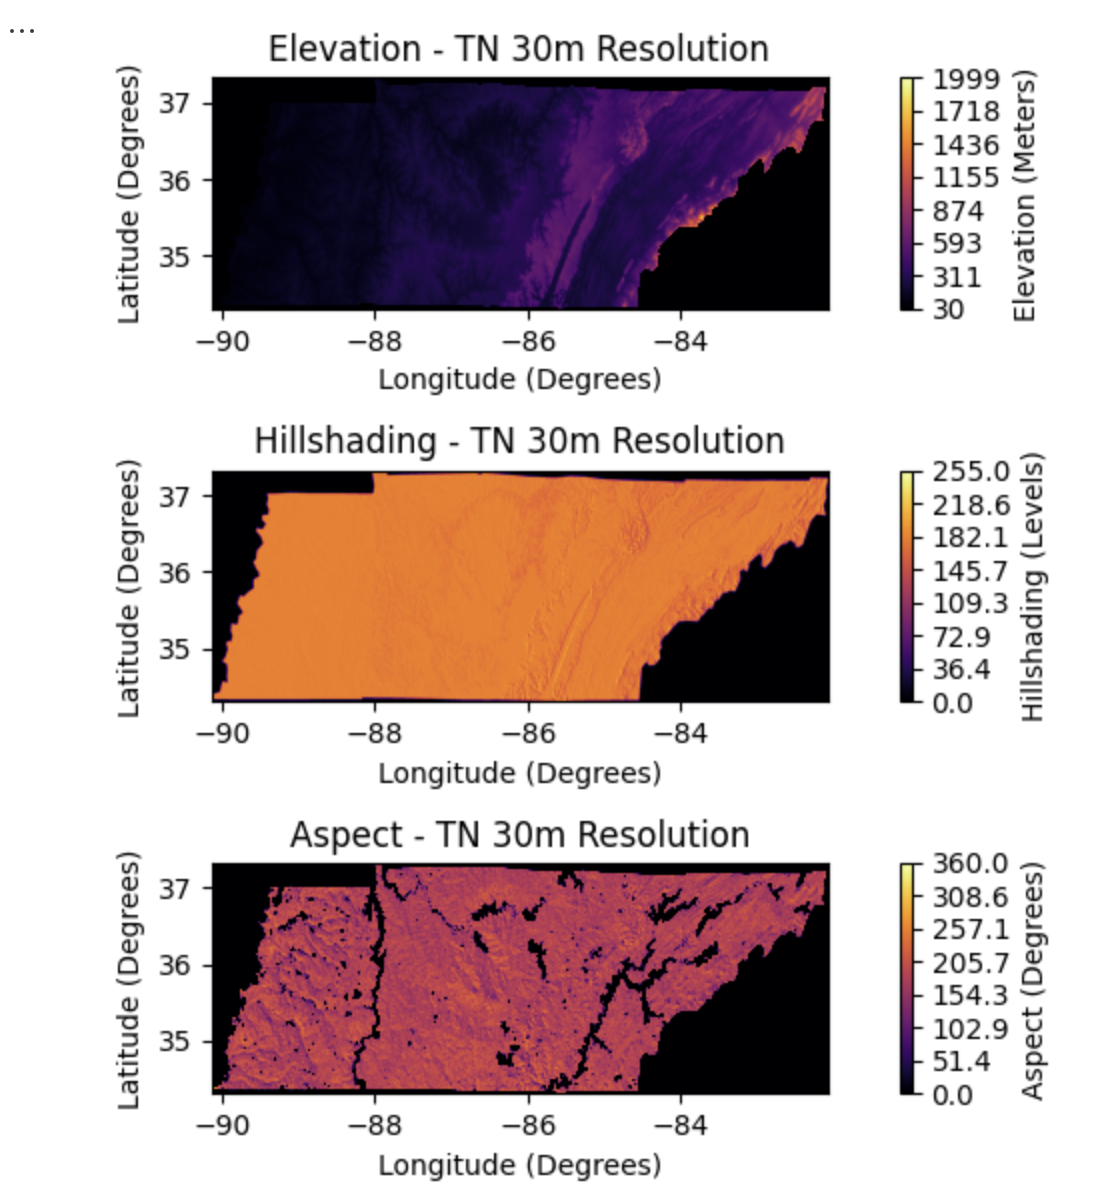 ...
Elevation - TN 30m Resolution
Latitude (Degrees)
37
36
35
−90 −88 −86 −84
Longitude (Degrees)
1999
1718
1436
1155
874
593
311
30
Elevation (Meters)
Hillshading - TN 30m Resolution
Latitude (Degrees)
37
36
35
−90 −88 −86 −84
Longitude (Degrees)
255.0
218.6
182.1
145.7
109.3
72.9
36.4
0.0
Hillshading (Levels)
Aspect - TN 30m Resolution
Latitude (Degrees)
37
36
35
−90 −88 −86 −84
Longitude (Degrees)
360.0
308.6
257.1
205.7
154.3
102.9
51.4
0.0
Aspect (Degrees)